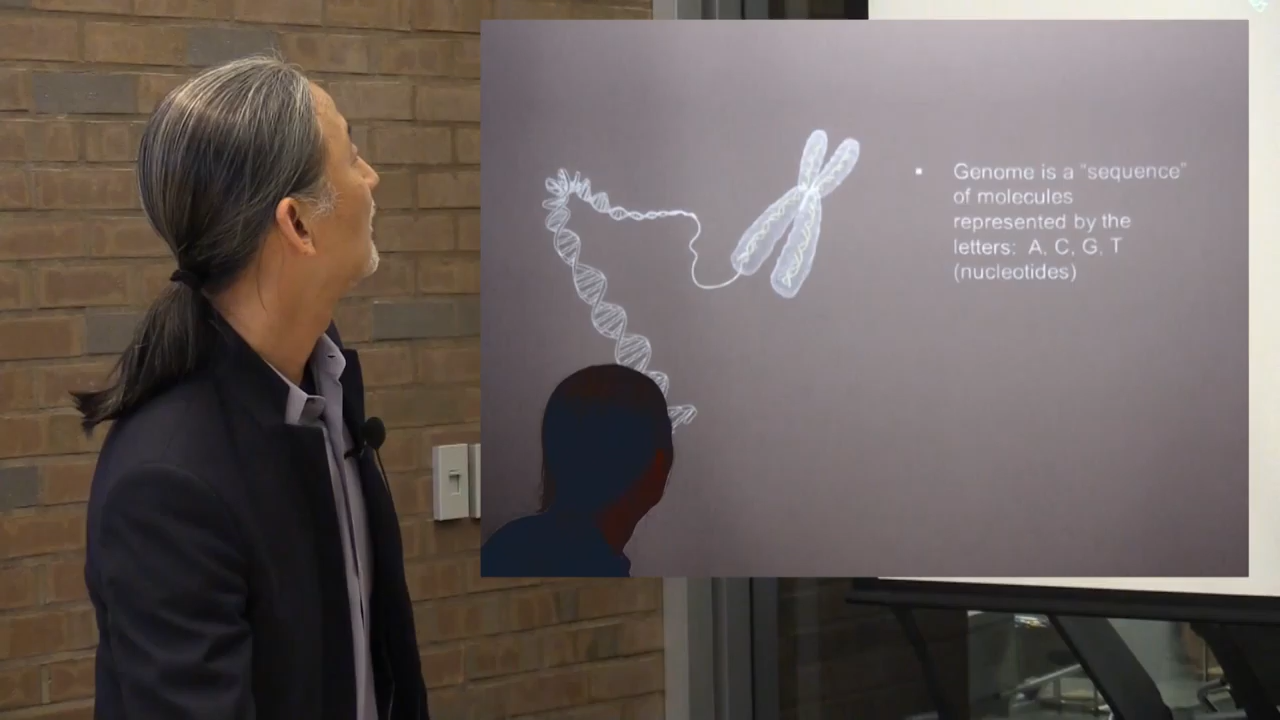 ▪ Genome is a "sequence"
of molecules
represented by the
letters: A, C, G, T
(nucleotides)